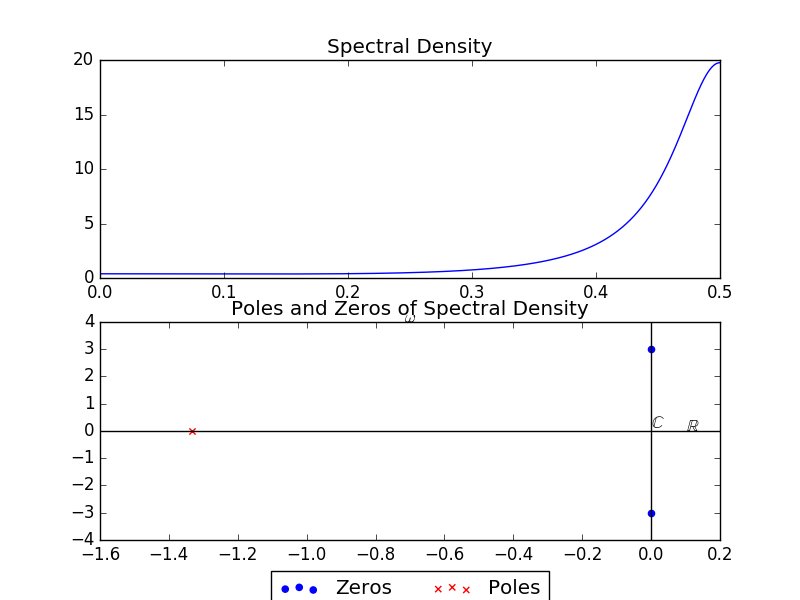 Spectral Density
20
15
10
5
0
0.0 0.1 0.2 0.3 0.4 0.5
ω
Poles and Zeros of Spectral Density
4
3
2
1
0
−1
−2
−3
−4
ℂ
ℝ
−1.6 −1.4 −1.2 −1.0 −0.8 −0.6 −0.4 −0.2 0.0 0.2
Zeros Poles